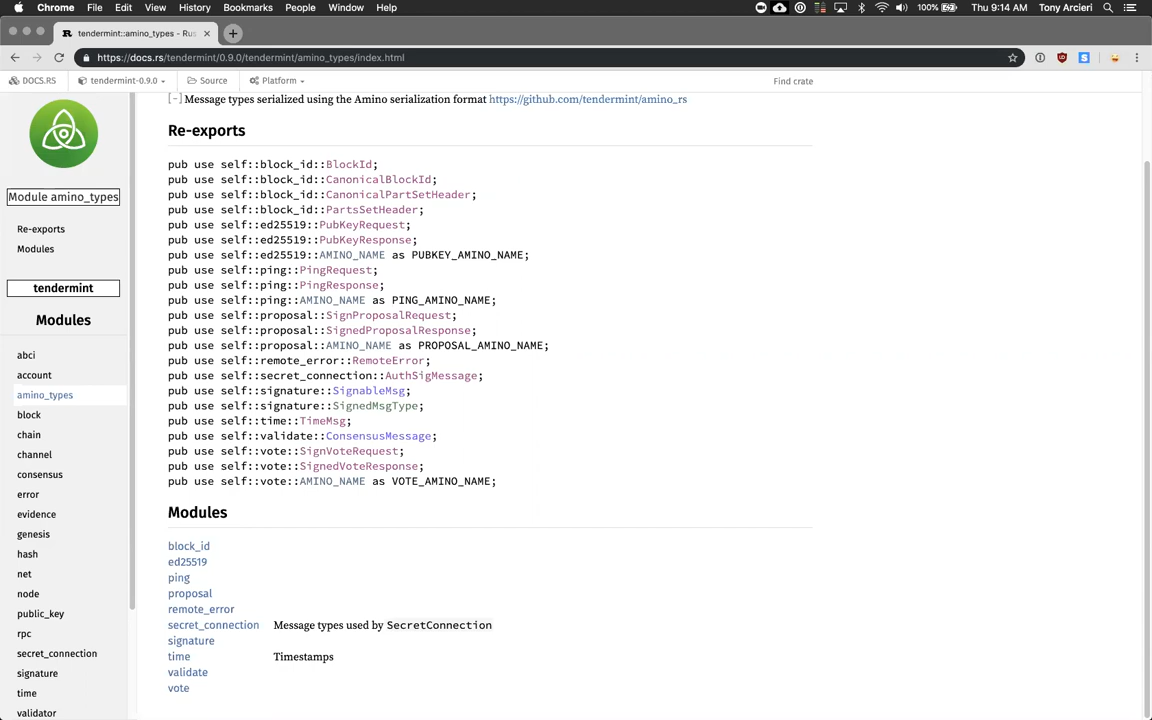 Chrome File Edit View History Bookmarks People Window Help 100% Thu 9:14 AM Tony Arcieri
tendermint::amino_types - Rus
https://docs.rs/tendermint/0.9.0/tendermint/amino_types/index.html
DOCS.RS tendermint-0.9.0 Source Platform Find crate
[-] Message types serialized using the Amino serialization format https://github.com/tendermint/amino_rs
Module amino_types
Re-exports
Modules
tendermint
Modules
abci
account
amino_types
block
chain
channel
consensus
error
evidence
genesis
hash
net
node
public_key
rpc
secret_connection
signature
time
validator
Re-exports
pub use self::block_id::BlockId;
pub use self::block_id::CanonicalBlockId;
pub use self::block_id::CanonicalPartSetHeader;
pub use self::block_id::PartsSetHeader;
pub use self::ed25519::PubKeyRequest;
pub use self::ed25519::PubKeyResponse;
pub use self::ed25519::AMINO_NAME as PUBKEY_AMINO_NAME;
pub use self::ping::PingRequest;
pub use self::ping::PingResponse;
pub use self::ping::AMINO_NAME as PING_AMINO_NAME;
pub use self::proposal::SignProposalRequest;
pub use self::proposal::SignedProposalResponse;
pub use self::proposal::AMINO_NAME as PROPOSAL_AMINO_NAME;
pub use self::remote_error::RemoteError;
pub use self::secret_connection::AuthSigMessage;
pub use self::signature::SignableMsg;
pub use self::signature::SignedMsgType;
pub use self::time::TimeMsg;
pub use self::validate::ConsensusMessage;
pub use self::vote::SignVoteRequest;
pub use self::vote::SignedVoteResponse;
pub use self::vote::AMINO_NAME as VOTE_AMINO_NAME;
Modules
block_id
ed25519
ping
proposal
remote_error
secret_connection Message types used by SecretConnection
signature
time Timestamps
validate
vote